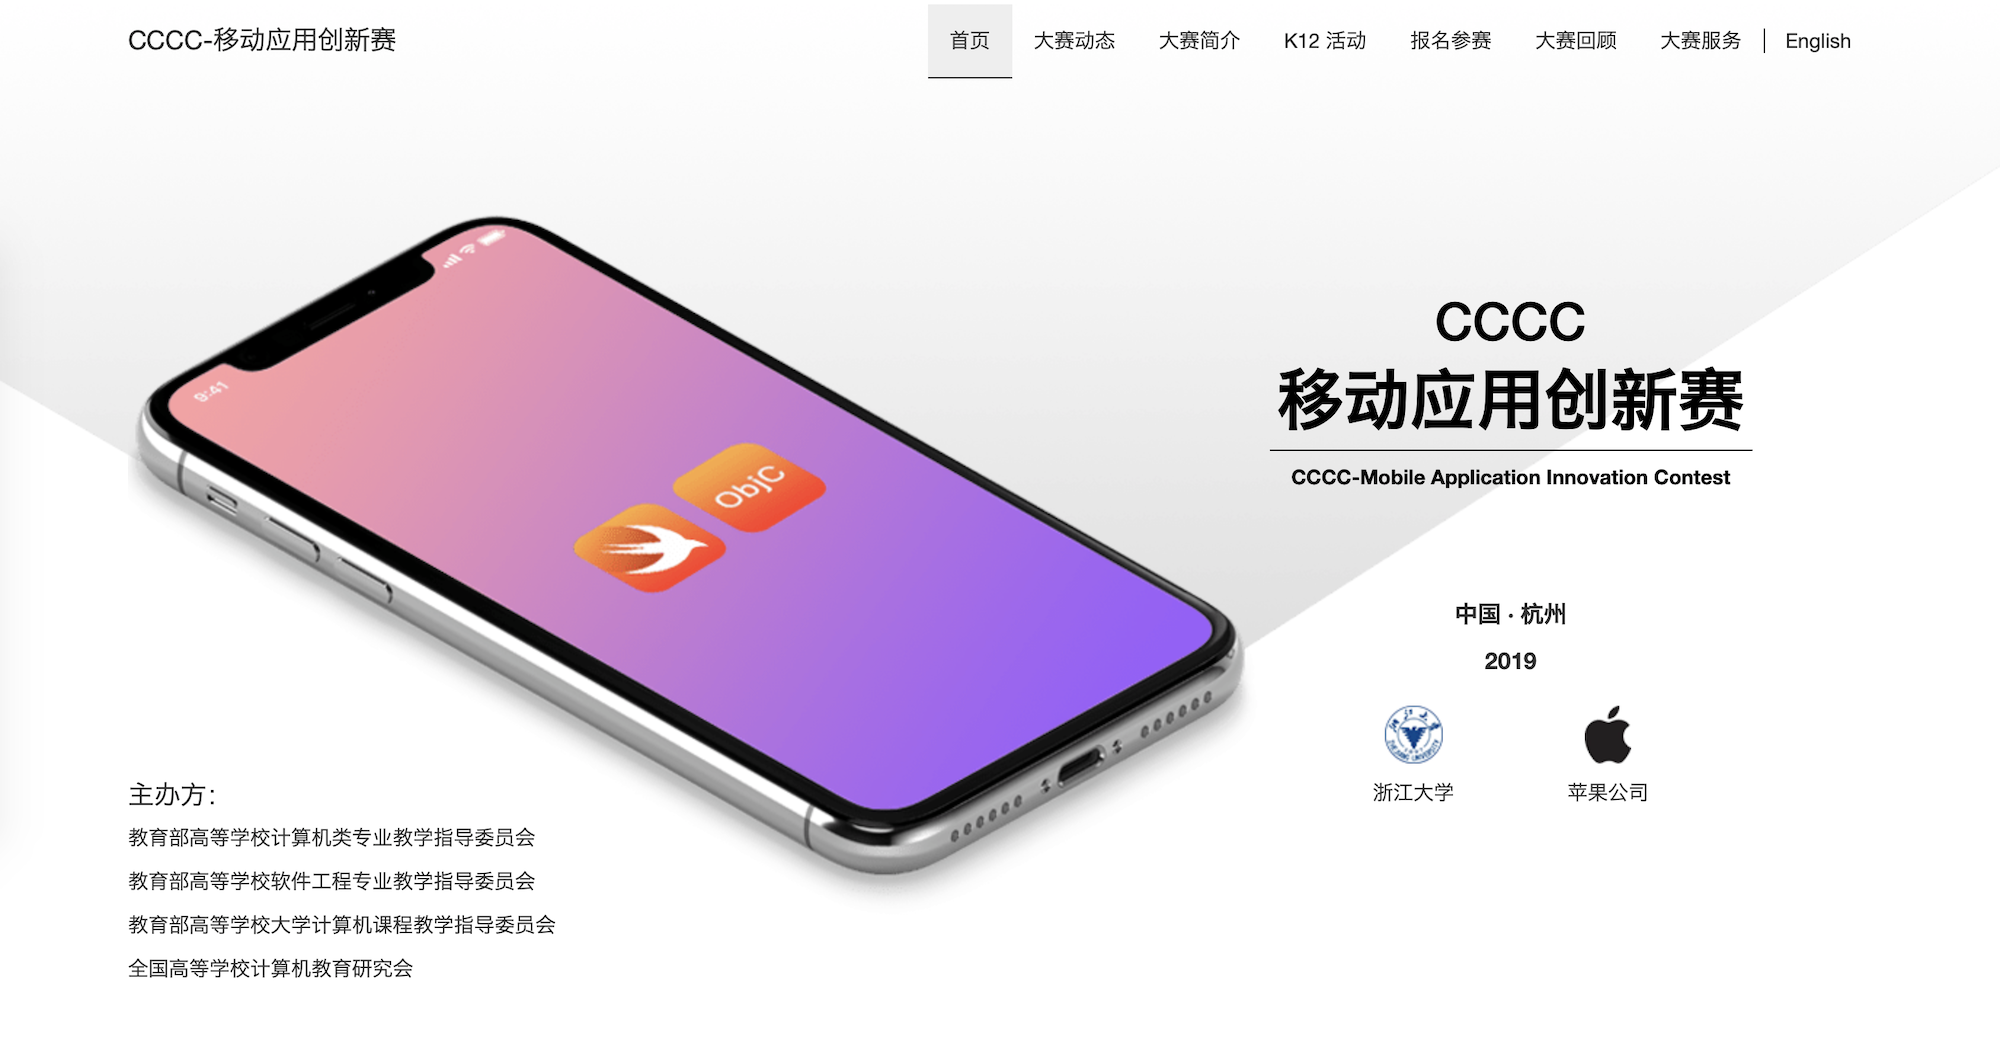 CCCC-移动应用创新赛
首页 大赛动态 大赛简介 K12 活动 报名参赛 大赛回顾 大赛服务 English
9:41
ObjC
CCCC
移动应用创新赛
CCCC-Mobile Application Innovation Contest
中国 · 杭州
2019
ZHEJIANG UNIVERSITY
浙江大学 苹果公司
主办方：
教育部高等学校计算机类专业教学指导委员会
教育部高等学校软件工程专业教学指导委员会
教育部高等学校大学计算机课程教学指导委员会
全国高等学校计算机教育研究会